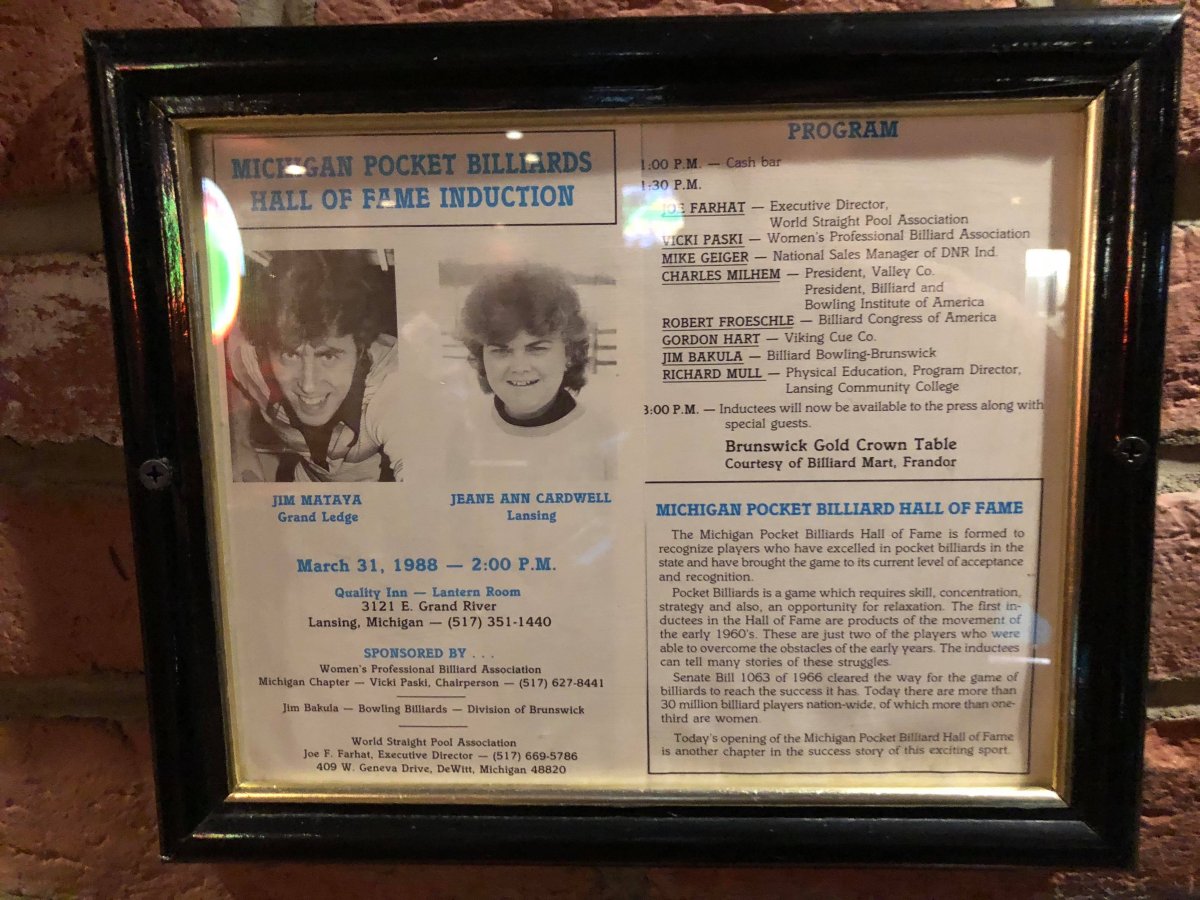 MICHIGAN POCKET BILLIARDS
HALL OF FAME INDUCTION
JIM MATAYA
Grand Ledge
JEANE ANN CARDWELL
Lansing
March 31, 1988 — 2:00 P.M.
Quality Inn — Lantern Room
3121 E. Grand River
Lansing, Michigan — (517) 351-1440
SPONSORED BY . . .
Women's Professional Billiard Association
Michigan Chapter — Vicki Paski, Chairperson — (517) 627-8441
Jim Bakula — Bowling Billiards — Division of Brunswick
World Straight Pool Association
Joe F. Farhat, Executive Director — (517) 669-5786
409 W. Geneva Drive, DeWitt, Michigan 48820
PROGRAM
1:00 P.M. — Cash bar
1:30 P.M.
JOE FARHAT — Executive Director,
World Straight Pool Association
VICKI PASKI — Women's Professional Billiard Association
MIKE GEIGER — National Sales Manager of DNR Ind.
CHARLES MILHEM — President, Valley Co.
President, Billiard and
Bowling Institute of America
ROBERT FROESCHLE — Billiard Congress of America
GORDON HART — Viking Cue Co.
JIM BAKULA — Billiard Bowling-Brunswick
RICHARD MULL — Physical Education, Program Director,
Lansing Community College
3:00 P.M. — Inductees will now be available to the press along with
special guests.
Brunswick Gold Crown Table
Courtesy of Billiard Mart, Frandor
MICHIGAN POCKET BILLIARD HALL OF FAME
The Michigan Pocket Billiards Hall of Fame is formed to
recognize players who have excelled in pocket billiards in the
state and have brought the game to its current level of acceptance
and recognition.
Pocket Billiards is a game which requires skill, concentration,
strategy and also, an opportunity for relaxation. The first in-
ductees in the Hall of Fame are products of the movement of
the early 1960's. These are just two of the players who were
able to overcome the obstacles of the early years. The inductees
can tell many stories of these struggles.
Senate Bill 1063 of 1966 cleared the way for the game of
billiards to reach the success it has. Today there are more than
30 million billiard players nation-wide, of which more than one-
third are women.
Today's opening of the Michigan Pocket Billiard Hall of Fame
is another chapter in the success story of this exciting sport.